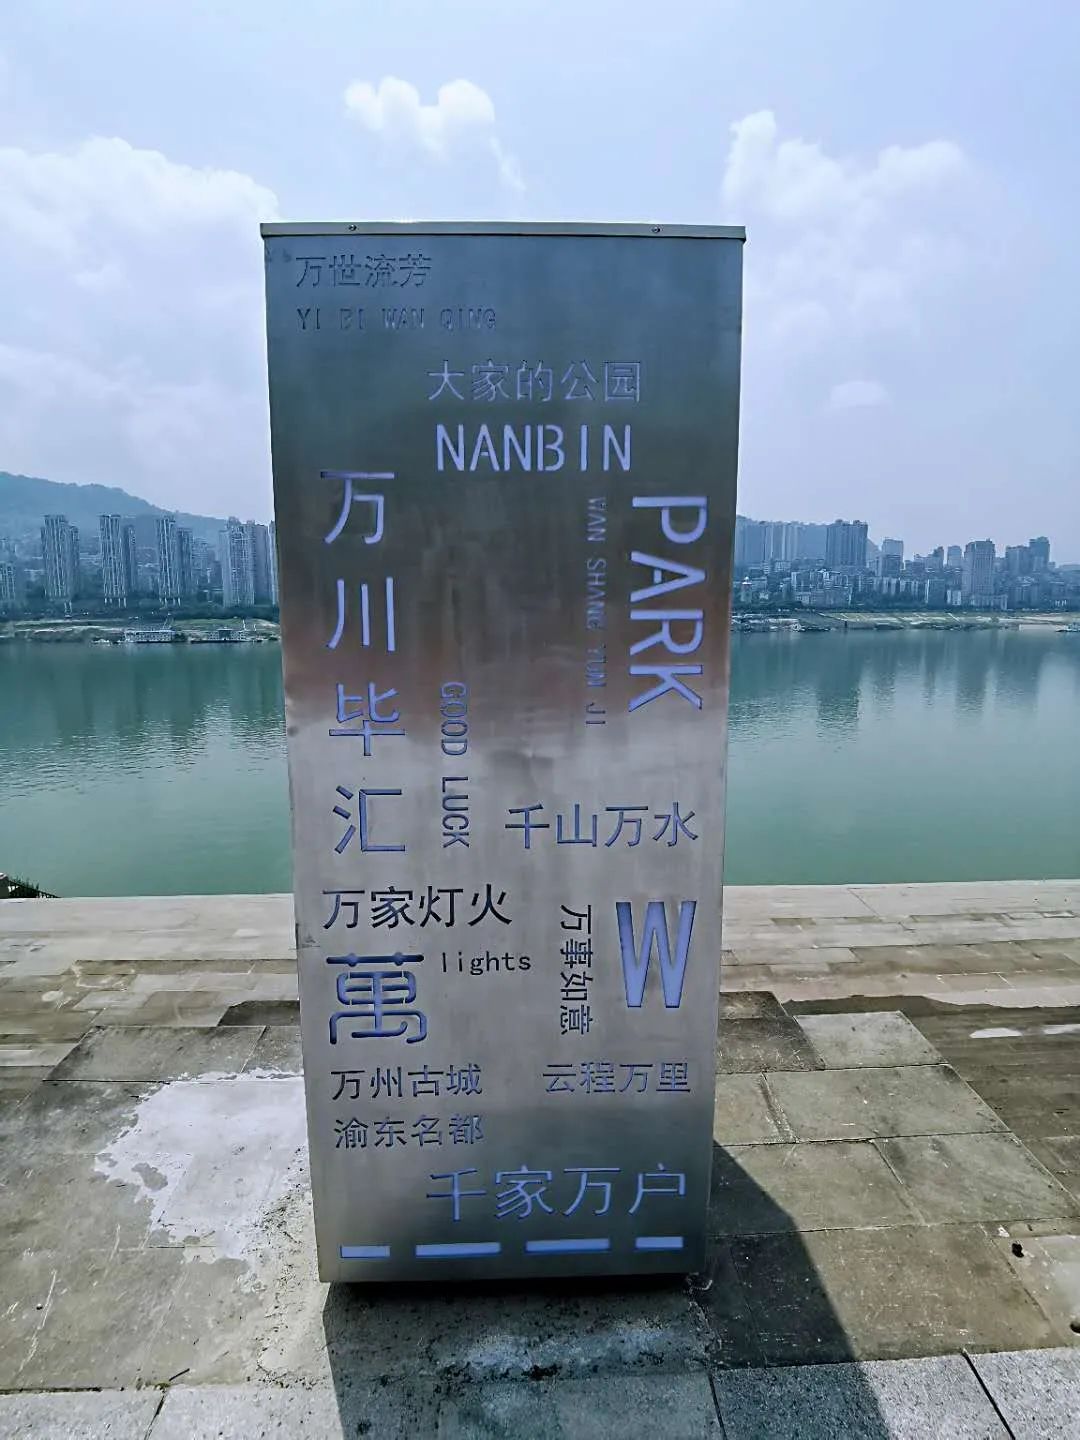 万世流芳
YI BI WAN QING
大家的公园
NANBIN
PARK
WAN SHANG YUN JI
万川毕汇
GOOD LUCK
千山万水
万家灯火
lights
萬
万事如意
W
万州古城
云程万里
渝东名都
千家万户